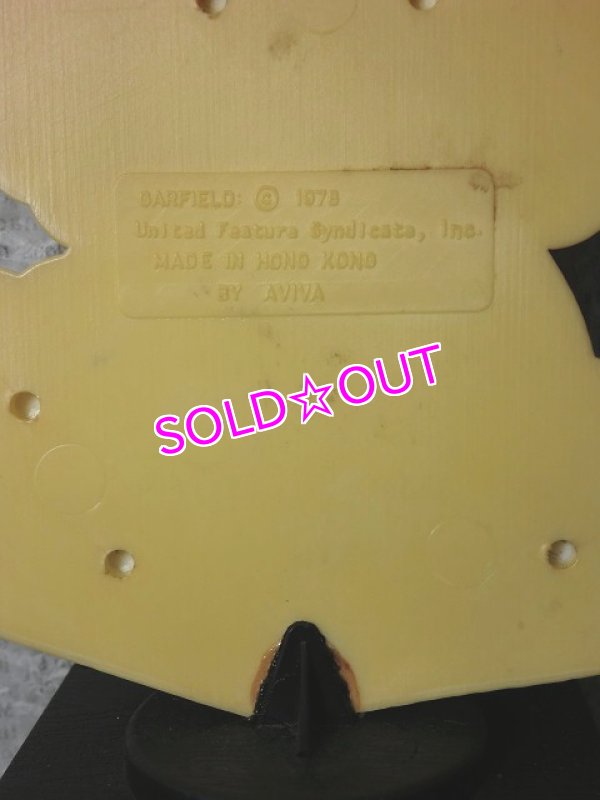 GARFIELD: © 1978
United Feature Syndicate, Inc.
MADE IN HONG KONG
BY AVIVA
SOLD☆OUT